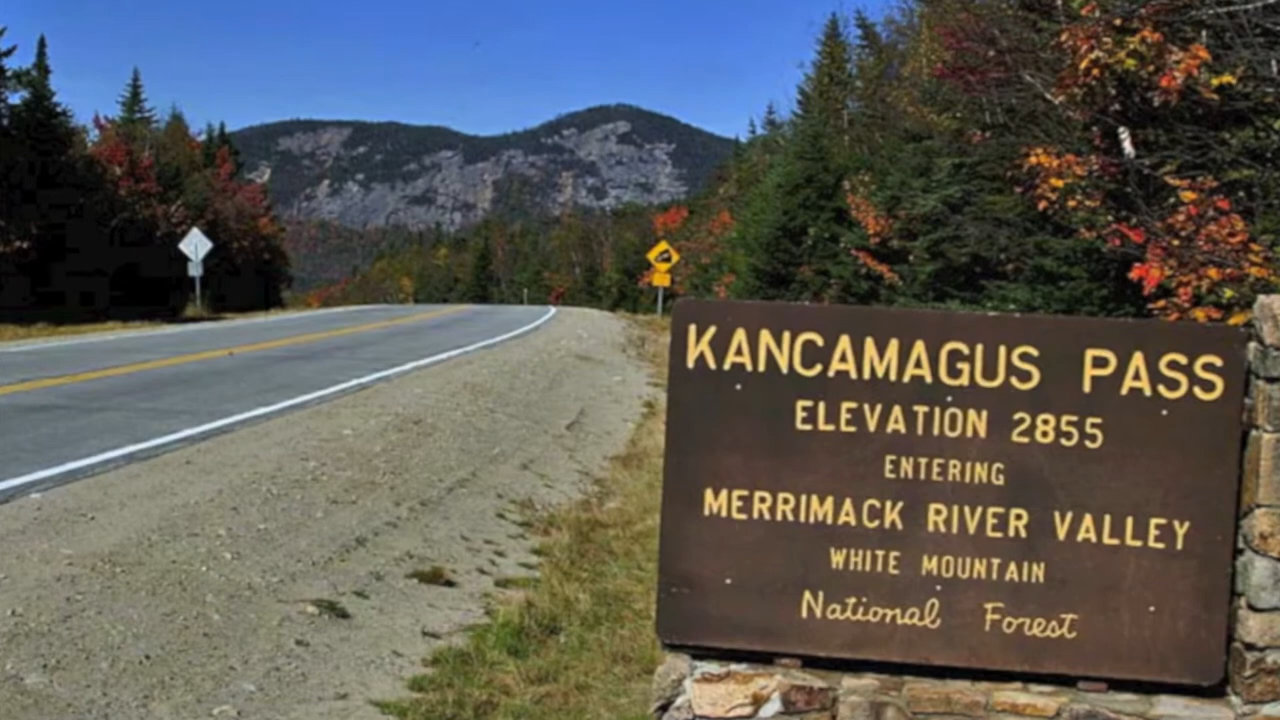 KANCAMAGUS PASS
ELEVATION 2855
ENTERING
MERRIMACK RIVER VALLEY
WHITE MOUNTAIN
National Forest